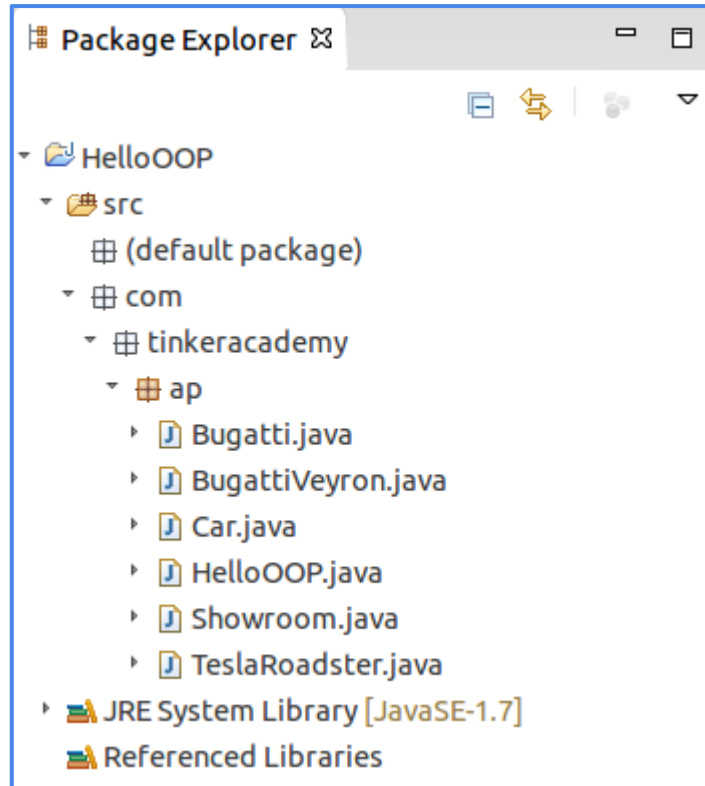 Package Explorer
HelloOOP
src
(default package)
com
tinkeracademy
ap
Bugatti.java
BugattiVeyron.java
Car.java
HelloOOP.java
Showroom.java
TeslaRoadster.java
JRE System Library [JavaSE-1.7]
Referenced Libraries